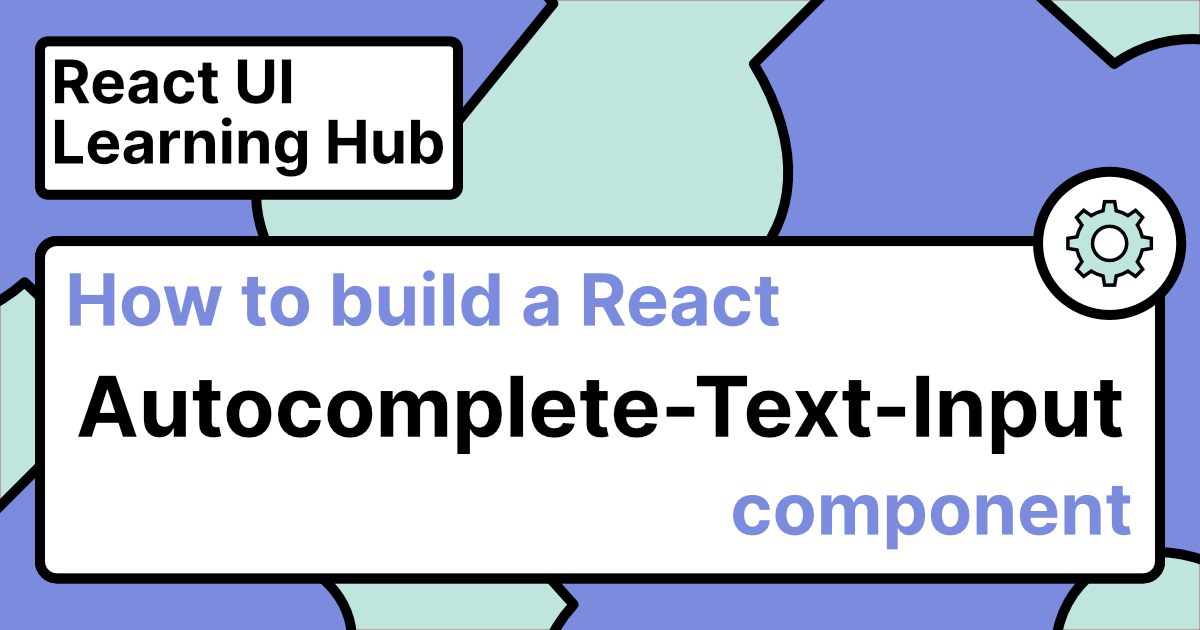 React UI
Learning Hub
How to build a React
Autocomplete-Text-Input
component